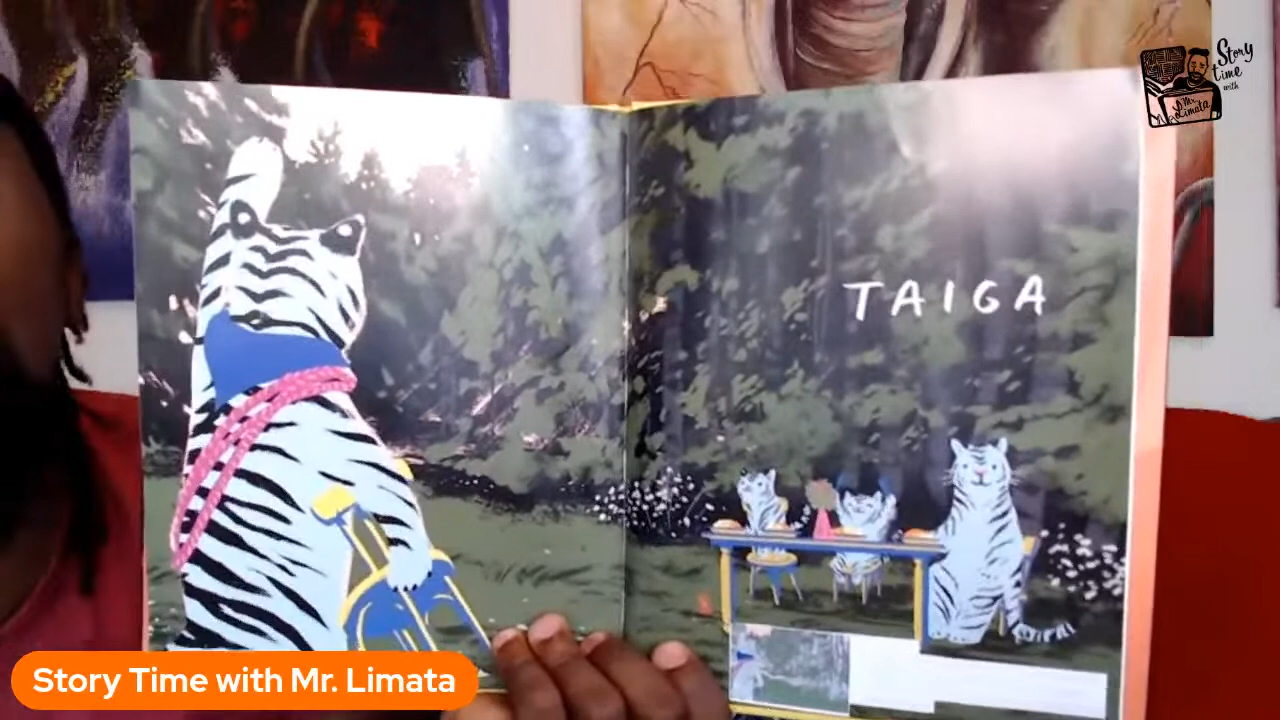 Story
time
with
Mr.
Limata
TAIGA
Story Time with Mr. Limata